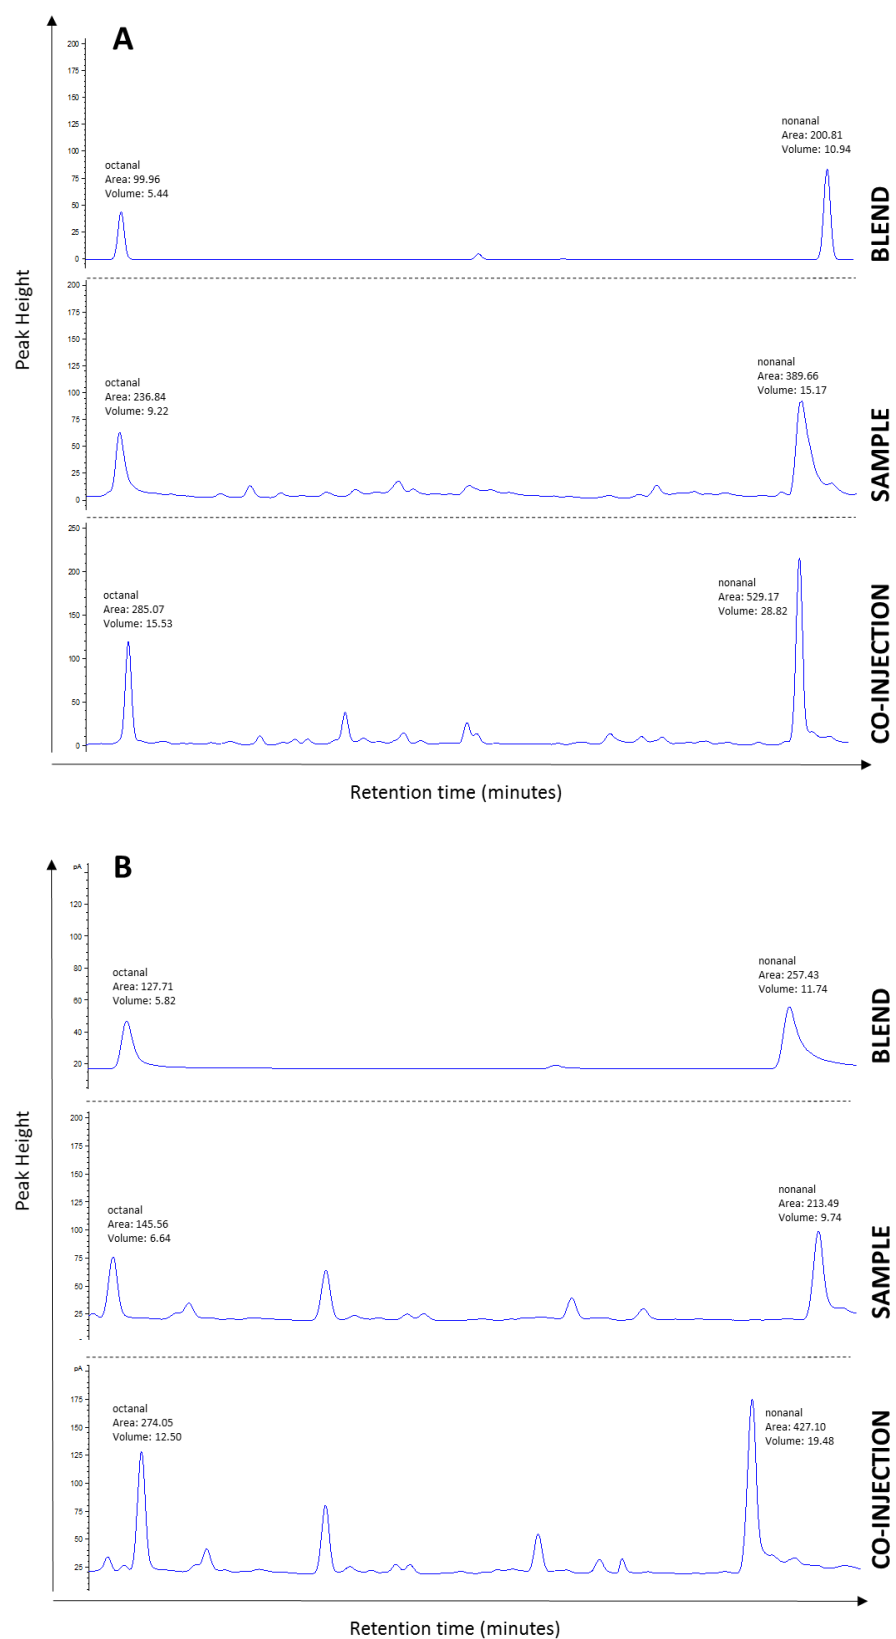 A
200
175
150
125
100
75
50
25
0
octanal
Area: 99.96
Volume: 5.44
nonanal
Area: 200.81
Volume: 10.94
BLEND
200
175
150
125
100
75
50
25
0
octanal
Area: 236.84
Volume: 9.22
nonanal
Area: 389.66
Volume: 15.17
SAMPLE
250
200
150
100
50
0
octanal
Area: 285.07
Volume: 15.53
nonanal
Area: 529.17
Volume: 28.82
CO-INJECTION
Peak Height
Retention time (minutes)
B
pA
120
100
80
60
40
20
octanal
Area: 127.71
Volume: 5.82
nonanal
Area: 257.43
Volume: 11.74
BLEND
200
175
150
125
100
75
50
25
octanal
Area: 145.56
Volume: 6.64
nonanal
Area: 213.49
Volume: 9.74
SAMPLE
pA
175
150
125
100
75
50
25
octanal
Area: 274.05
Volume: 12.50
nonanal
Area: 427.10
Volume: 19.48
CO-INJECTION
Peak Height
Retention time (minutes)